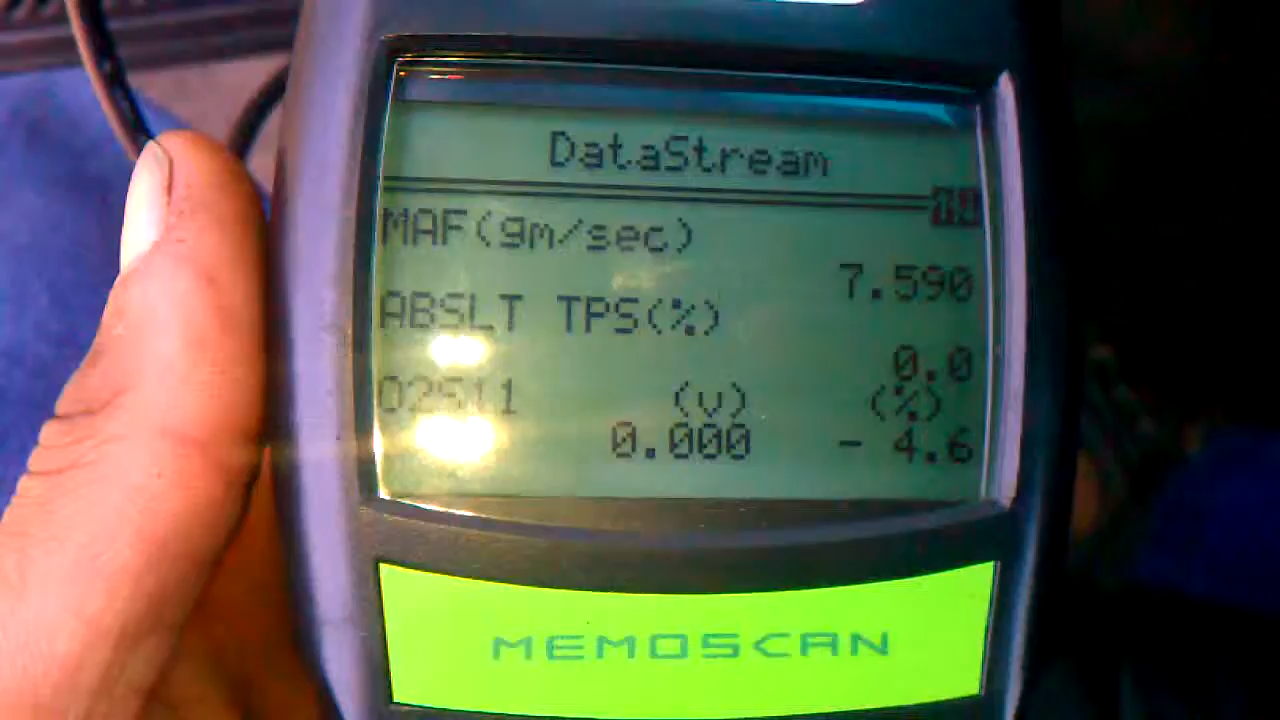 DataStream
MAF(gm/sec)
7.590
ABSLT TPS(%)
0.0
(v) (%)
0.000 - 4.6
MEMOSCAN